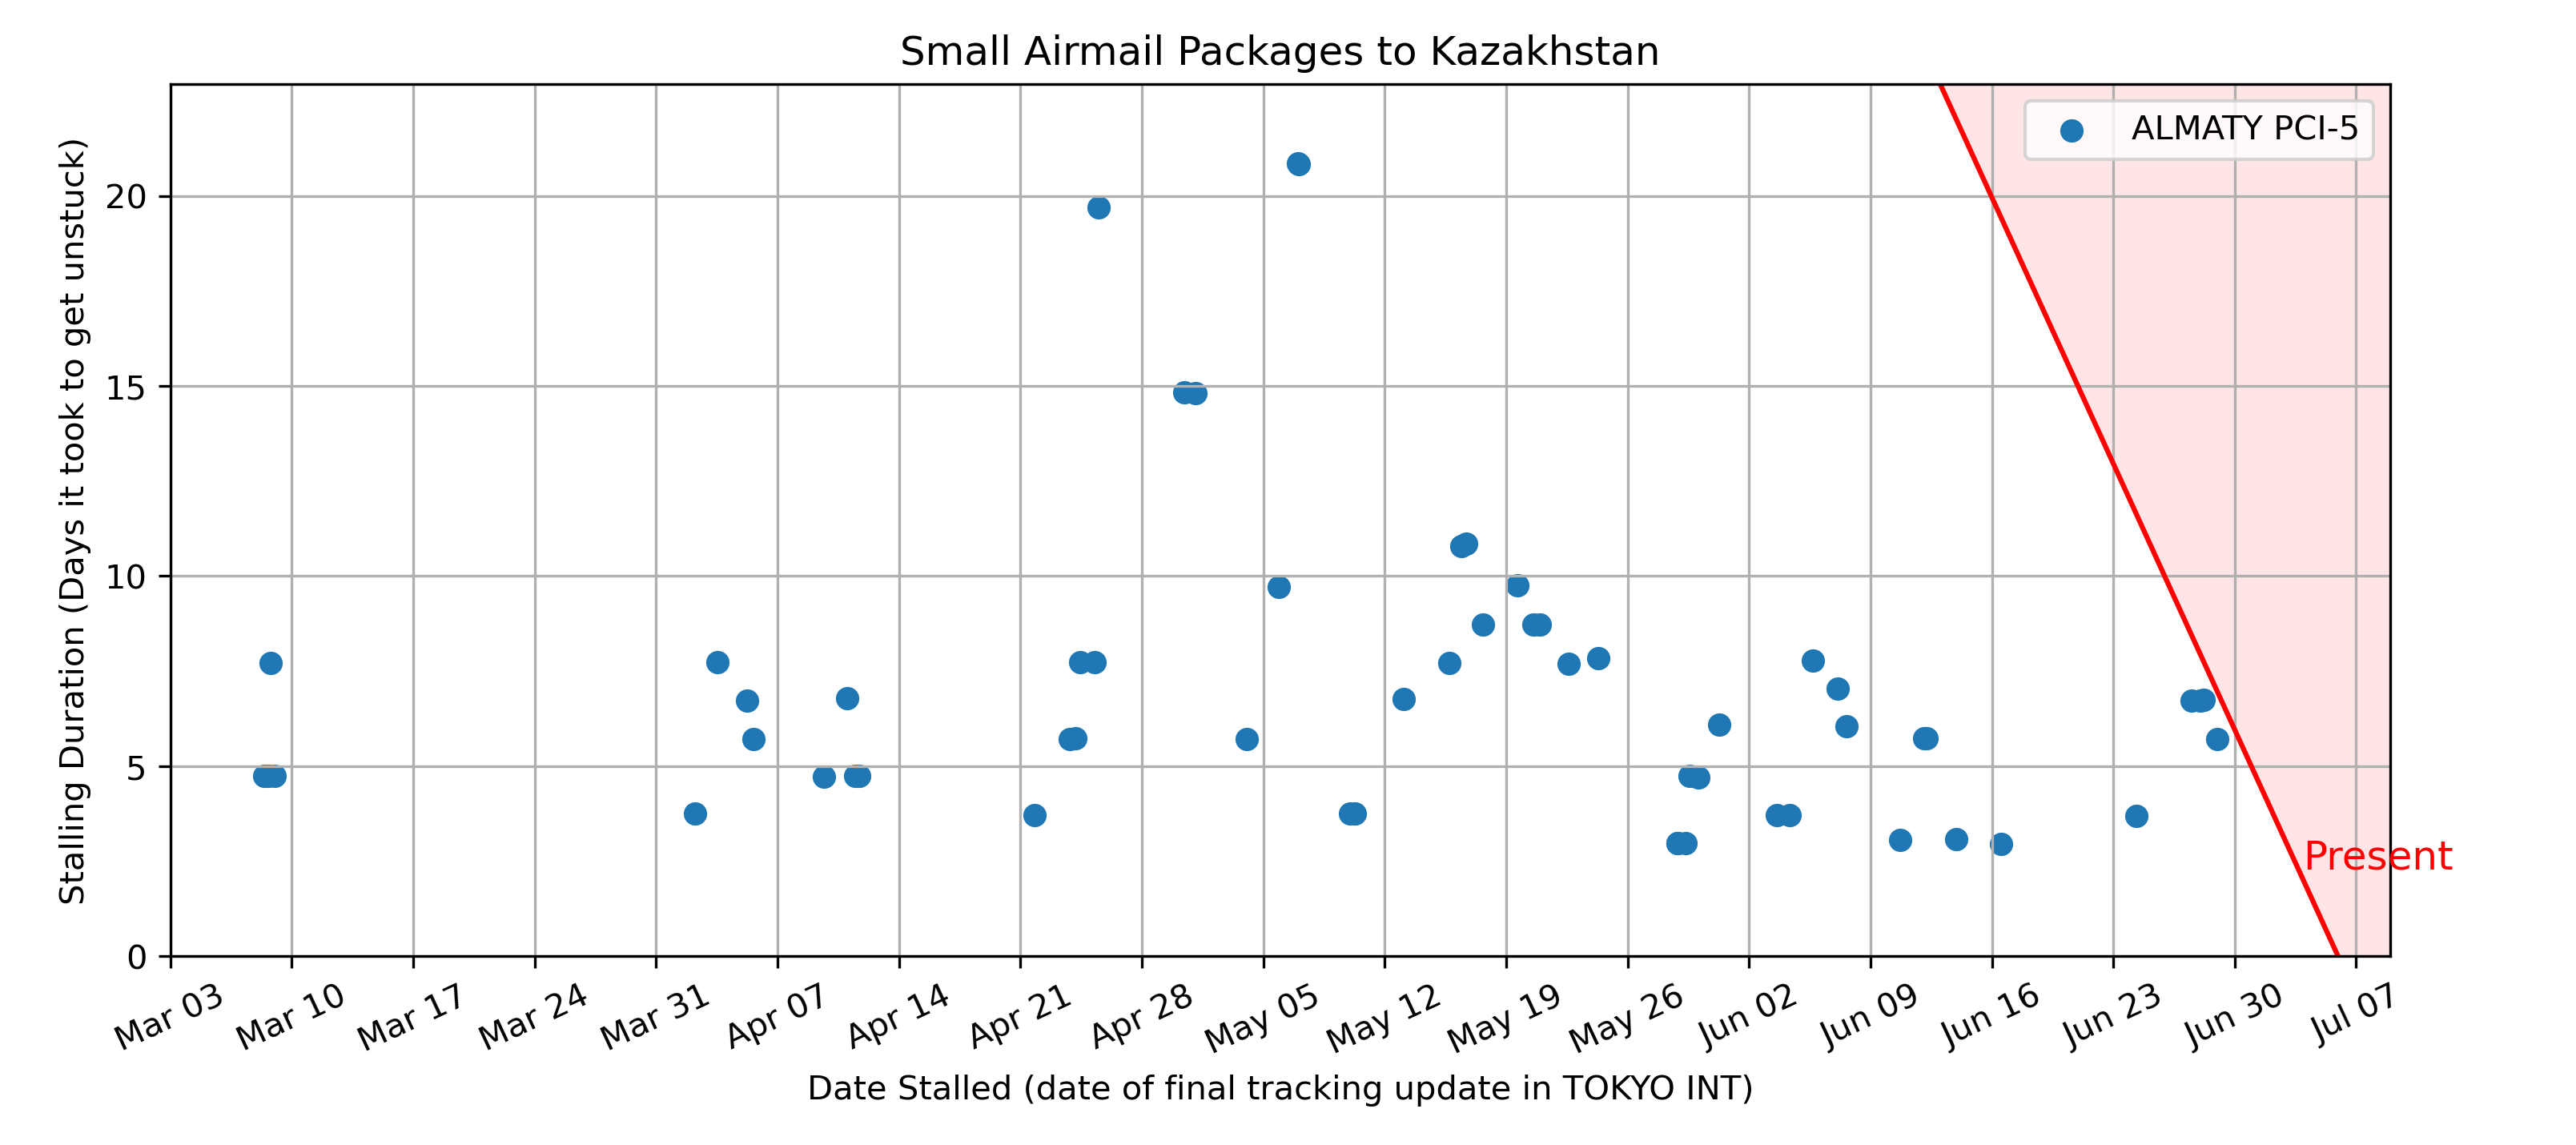 Small Airmail Packages to Kazakhstan
ALMATY PCI-5
Stalling Duration (Days it took to get unstuck)
20
15
10
5
0
Present
Mar 03
Mar 10
Mar 17
Mar 24
Mar 31
Apr 07
Apr 14
Apr 21
Apr 28
May 05
May 12
May 19
May 26
Jun 02
Jun 09
Jun 16
Jun 23
Jun 30
Jul 07
Date Stalled (date of final tracking update in TOKYO INT)